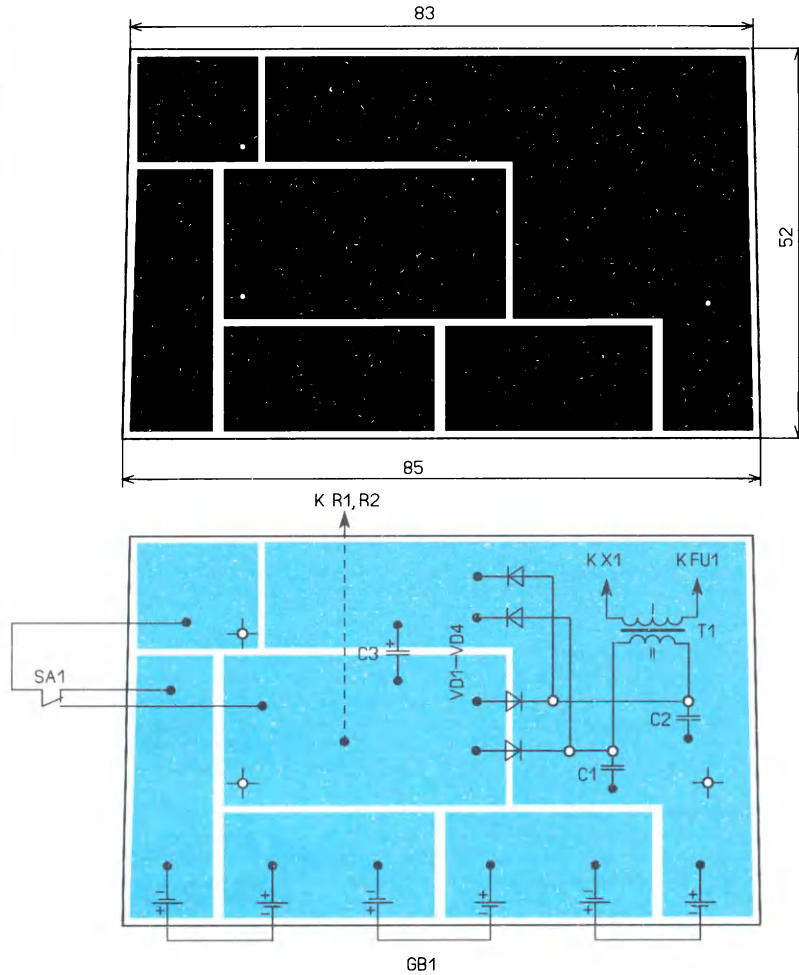 83
52
85
K R1, R2
K X1
K FU1
I
T1
II
C3
VD1–VD4
SA1
C2
C1
+
− + − + − +
+ − + − + −
GB1